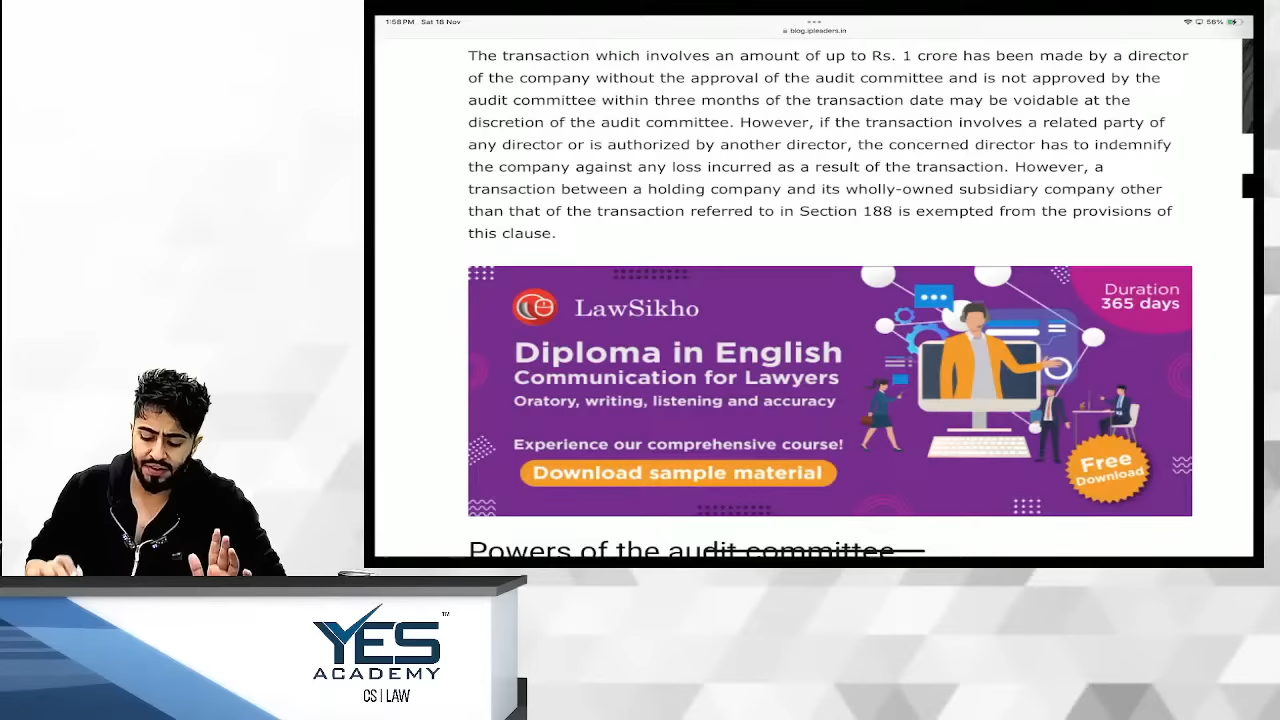 1:58 PM Sat 18 Nov
blog.ipleaders.in
56%
The transaction which involves an amount of up to Rs. 1 crore has been made by a director
of the company without the approval of the audit committee and is not approved by the
audit committee within three months of the transaction date may be voidable at the
discretion of the audit committee. However, if the transaction involves a related party of
any director or is authorized by another director, the concerned director has to indemnify
the company against any loss incurred as a result of the transaction. However, a
transaction between a holding company and its wholly-owned subsidiary company other
than that of the transaction referred to in Section 188 is exempted from the provisions of
this clause.
Duration
365 days
LawSikho
Diploma in English
Communication for Lawyers
Oratory, writing, listening and accuracy
Experience our comprehensive course!
Download sample material
Free
Download
Powers of the audit committee
YES
TM
ACADEMY
CS | LAW